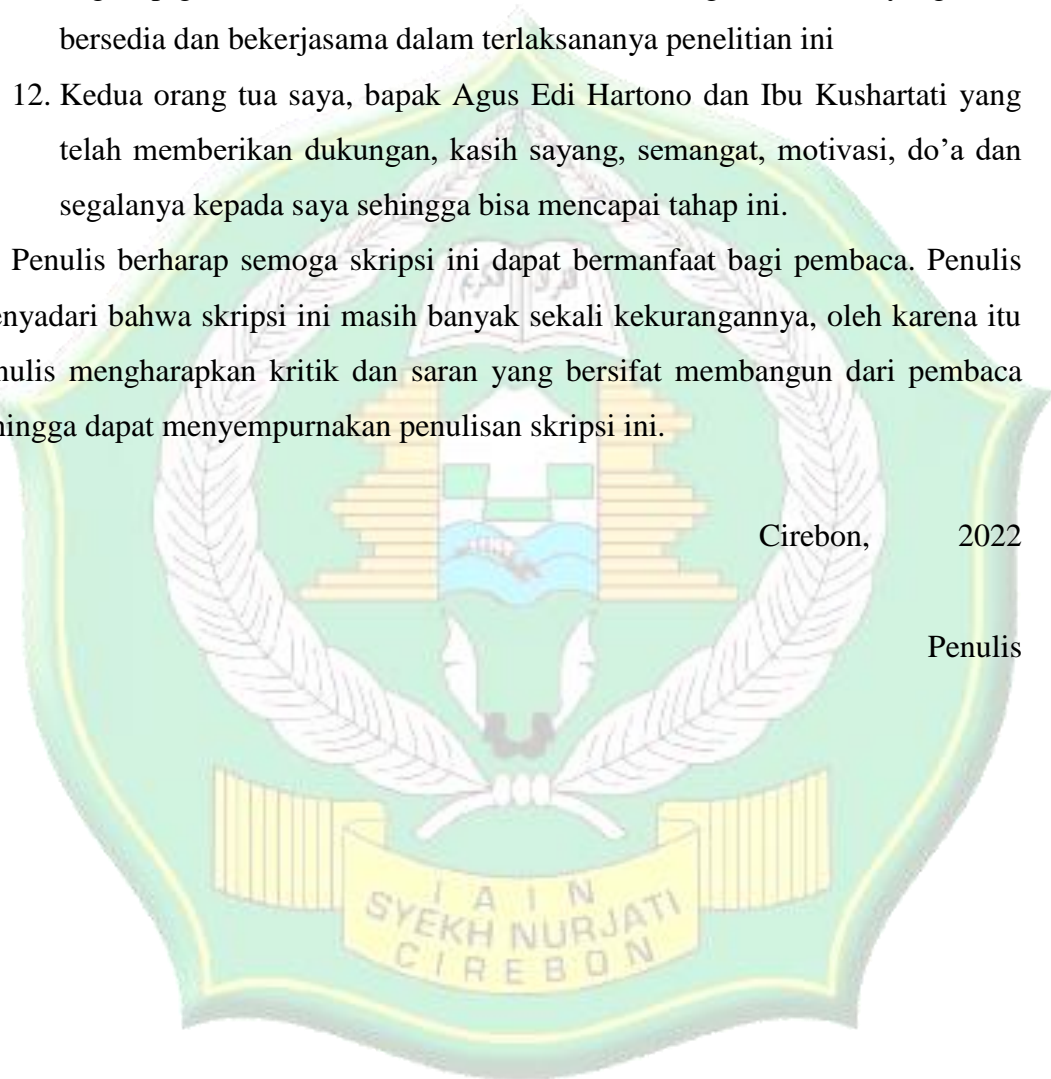 bersedia dan bekerjasama dalam terlaksananya penelitian ini
12. Kedua orang tua saya, bapak Agus Edi Hartono dan Ibu Kushartati yang
telah memberikan dukungan, kasih sayang, semangat, motivasi, do’a dan
segalanya kepada saya sehingga bisa mencapai tahap ini.
Penulis berharap semoga skripsi ini dapat bermanfaat bagi pembaca. Penulis
enyadari bahwa skripsi ini masih banyak sekali kekurangannya, oleh karena itu
nulis mengharapkan kritik dan saran yang bersifat membangun dari pembaca
hingga dapat menyempurnakan penulisan skripsi ini.
Cirebon, 2022
Penulis
IAIN
SYEKH NURJATI
CIREBON